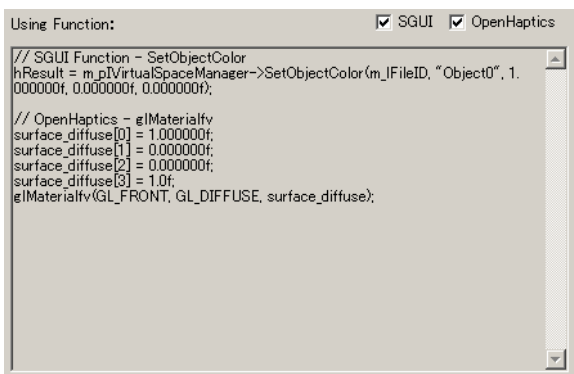 Using Function:
SGUI
OpenHaptics
// SGUI Function - SetObjectColor
hResult = m_pIVirtualSpaceManager->SetObjectColor(m_lFileID, "Object0", 1.
000000f, 0.000000f, 0.000000f);
// OpenHaptics - glMaterialfv
surface_diffuse[0] = 1.000000f;
surface_diffuse[1] = 0.000000f;
surface_diffuse[2] = 0.000000f;
surface_diffuse[3] = 1.0f;
glMaterialfv(GL_FRONT, GL_DIFFUSE, surface_diffuse);